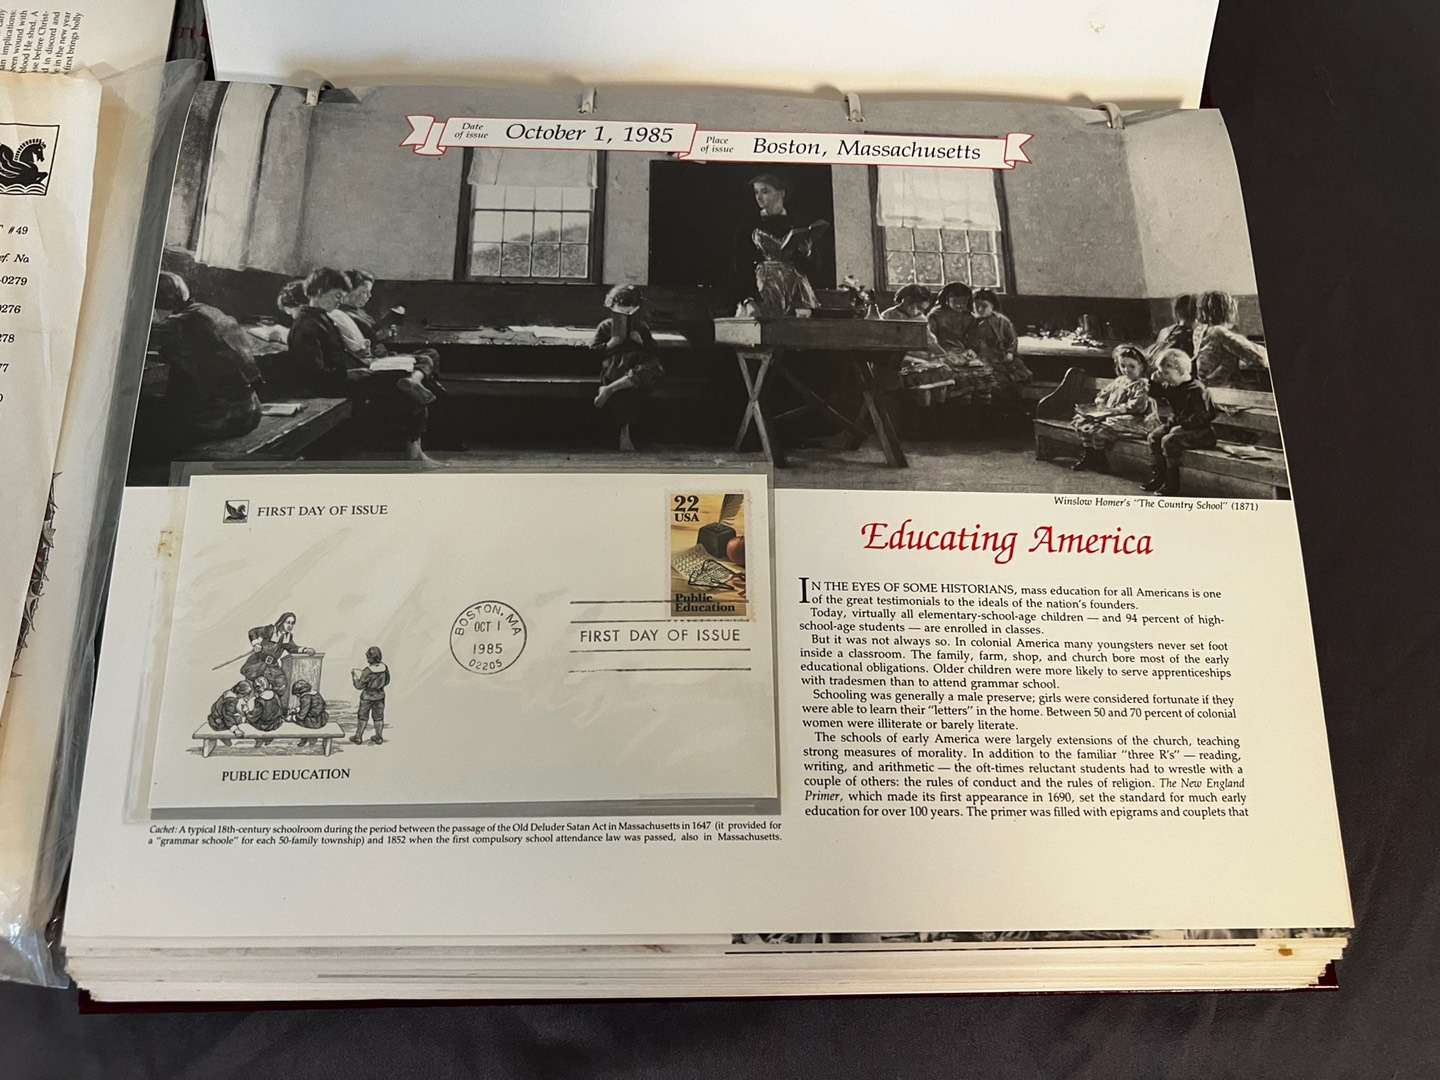 Date
of issue
October 1, 1985
Place
of issue
Boston, Massachusetts
T #49
ef. Na
-0279
0276
278
77
Winslow Homer's "The Country School" (1871)
FIRST DAY OF ISSUE
22
USA
Public
Education
BOSTON, MA
OCT 1
1985
02205
FIRST DAY OF ISSUE
PUBLIC EDUCATION
Cachet: A typical 18th-century schoolroom during the period between the passage of the Old Deluder Satan Act in Massachusetts in 1647 (it provided for
a "grammar schoole" for each 50-family township) and 1852 when the first compulsory school attendance law was passed, also in Massachusetts.
Educating America
IN THE EYES OF SOME HISTORIANS, mass education for all Americans is one
of the great testimonials to the ideals of the nation's founders.
Today, virtually all elementary-school-age children — and 94 percent of high-
school-age students — are enrolled in classes.
But it was not always so. In colonial America many youngsters never set foot
inside a classroom. The family, farm, shop, and church bore most of the early
educational obligations. Older children were more likely to serve apprenticeships
with tradesmen than to attend grammar school.
Schooling was generally a male preserve; girls were considered fortunate if they
were able to learn their "letters" in the home. Between 50 and 70 percent of colonial
women were illiterate or barely literate.
The schools of early America were largely extensions of the church, teaching
strong measures of morality. In addition to the familiar "three R's" — reading,
writing, and arithmetic — the oft-times reluctant students had to wrestle with a
couple of others: the rules of conduct and the rules of religion. The New England
Primer, which made its first appearance in 1690, set the standard for much early
education for over 100 years. The primer was filled with epigrams and couplets that